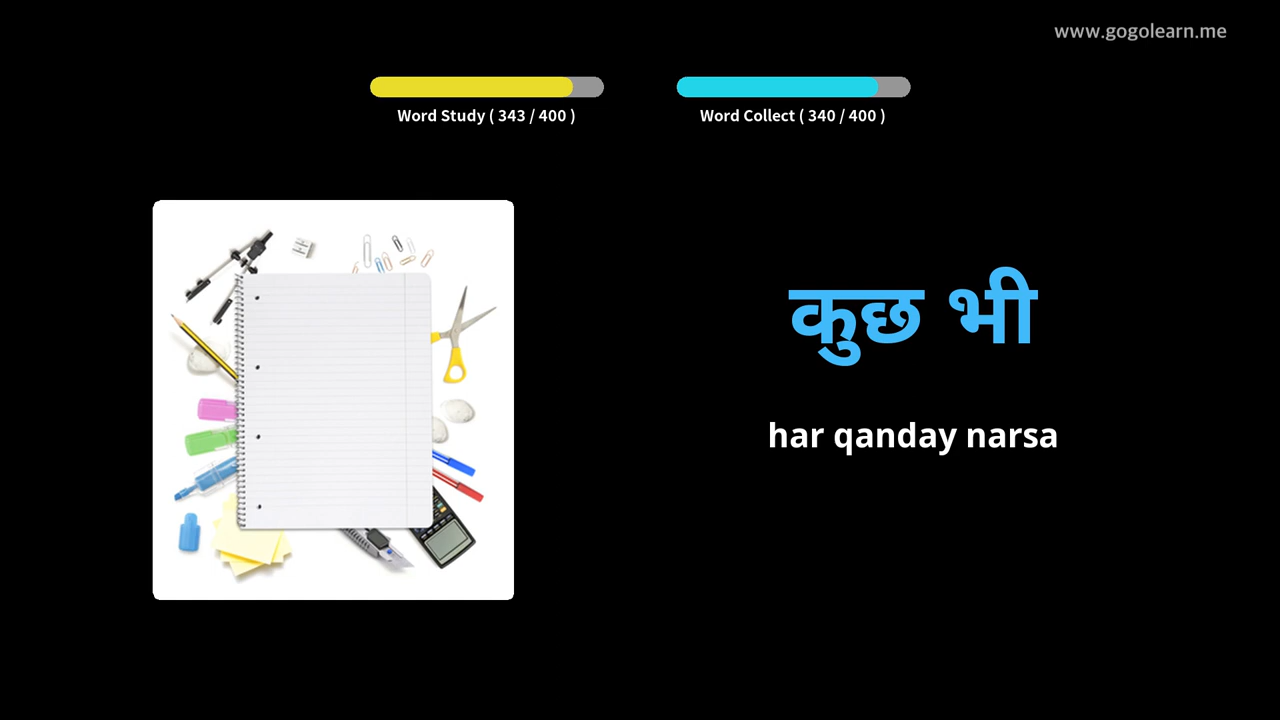 www.gogolearn.me
Word Study ( 343 / 400 )
Word Collect ( 340 / 400 )
कुछ भी
har qanday narsa